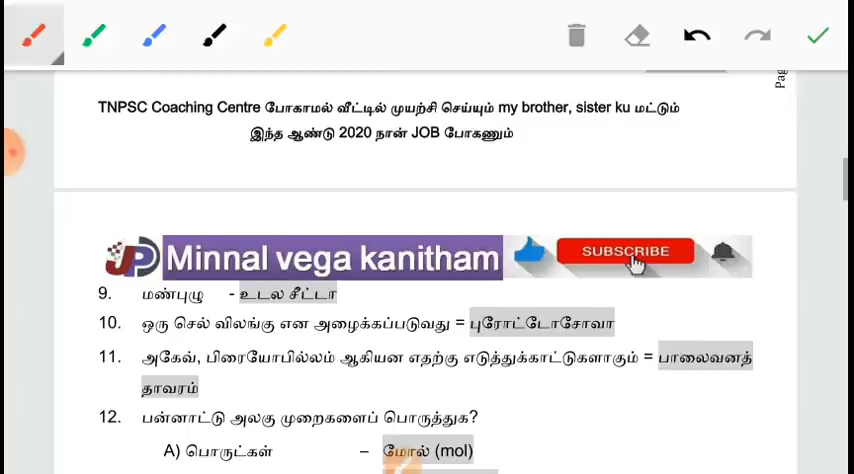 Pag
TNPSC Coaching Centre போகாமல் வீட்டில் முயற்சி செய்யும் my brother, sister ku மட்டும்
இந்த ஆண்டு 2020 நான் JOB போகணும்
JP Minnal vega kanitham SUBSCRIBE
9. மண்புழு - உடல சீட்டா
10. ஒரு செல் விலங்கு என அழைக்கப்படுவது = புரோட்டோசோவா
11. அகேவ், பிரையோபில்லம் ஆகியன எதற்கு எடுத்துக்காட்டுகளாகும் = பாலைவனத்
தாவரம்
12. பன்னாட்டு அலகு முறைகளைப் பொருத்துக?
A) பொருட்கள் – மோல் (mol)